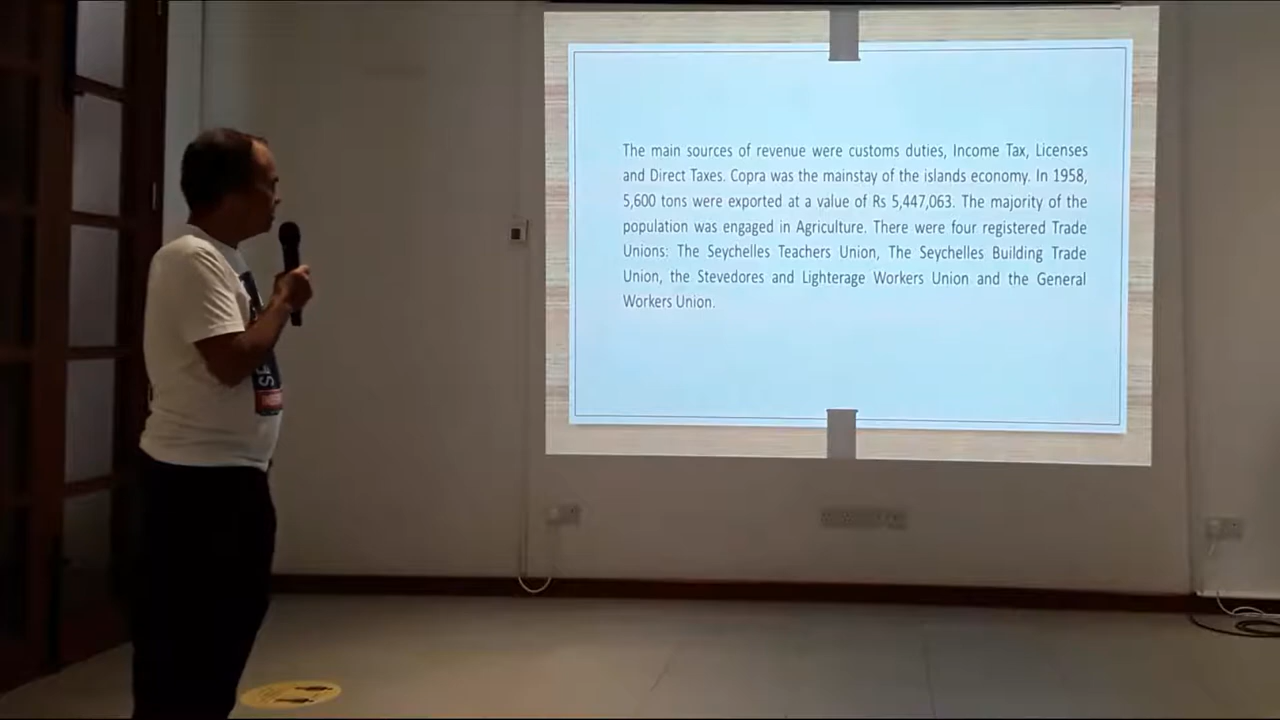 The main sources of revenue were customs duties, Income Tax, Licenses
and Direct Taxes. Copra was the mainstay of the islands economy. In 1958,
5,600 tons were exported at a value of Rs 5,447,063. The majority of the
population was engaged in Agriculture. There were four registered Trade
Unions: The Seychelles Teachers Union, The Seychelles Building Trade
Union, the Stevedores and Lighterage Workers Union and the General
Workers Union.